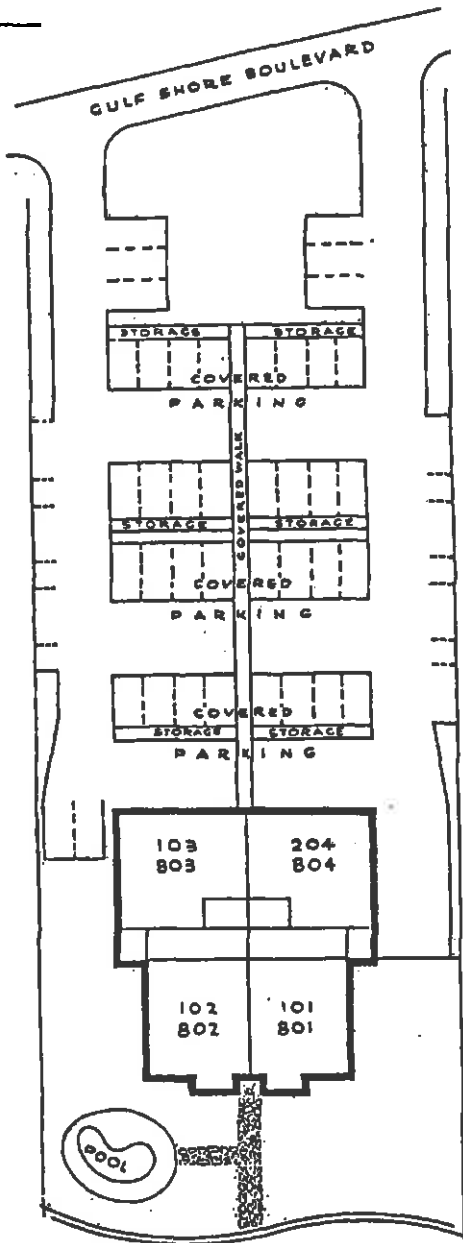 GULF SHORE BOULEVARD
STORAGE STORAGE
COVERED
PARKING
COVERED WALK
STORAGE STORAGE
COVERED
PARKING
COVERED
STORAGE STORAGE
PARKING
103 204
803 804
102 101
802 801
POOL